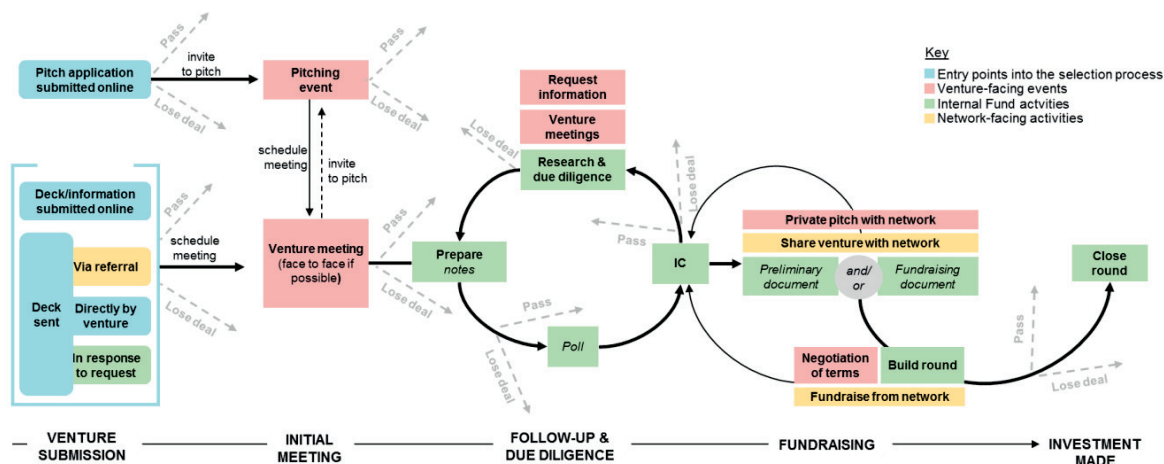 Pass
invite
to pitch
Pitch application
submitted online
Lose deal
Pitching
event
Pass
Lose deal
schedule
meeting
invite
to pitch
Deck/information
submitted online
Deck
sent
Via referral
Directly by
venture
In response
to request
Pass
schedule
meeting
Lose deal
Venture meeting
(face to face if
possible)
Pass
Lose deal
Request
information
Venture
meetings
Research &
due diligence
Lose deal
Prepare
notes
Pass
Lose deal
Poll
IC
Lose deal
Pass
Key
Entry points into the selection process
Venture-facing events
Internal Fund activities
Network-facing activities
Private pitch with network
Share venture with network
Preliminary
document
and/
or
Fundraising
document
Negotiation
of terms
Build round
Fundraise from network
Close
round
Pass
Lose deal
VENTURE
SUBMISSION
INITIAL
MEETING
FOLLOW-UP &
DUE DILIGENCE
FUNDRAISING
INVESTMENT
MADE